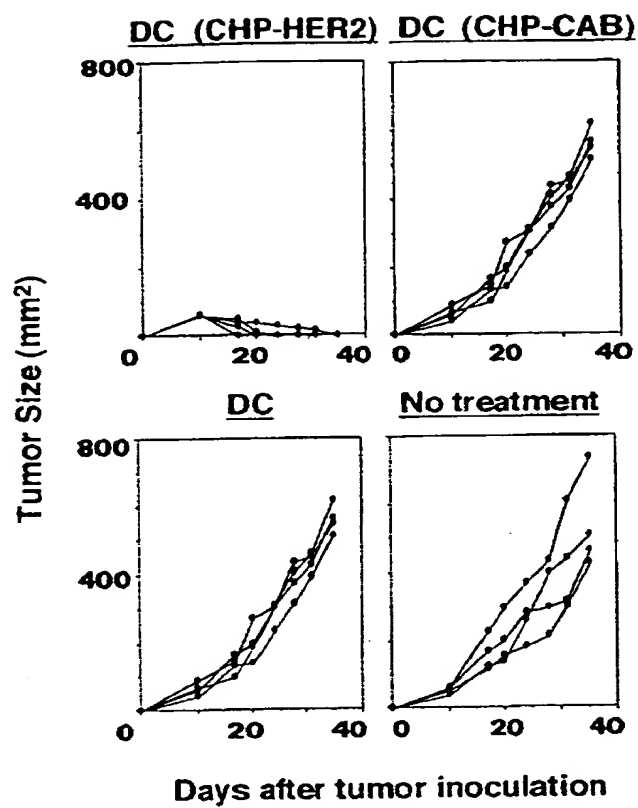 DC (CHP-HER2) DC (CHP-CAB)
800
400
0 20 40 0 20 40
DC No treatment
800
400
0 20 40 0 20 40
Tumor Size (mm²)
Days after tumor inoculation